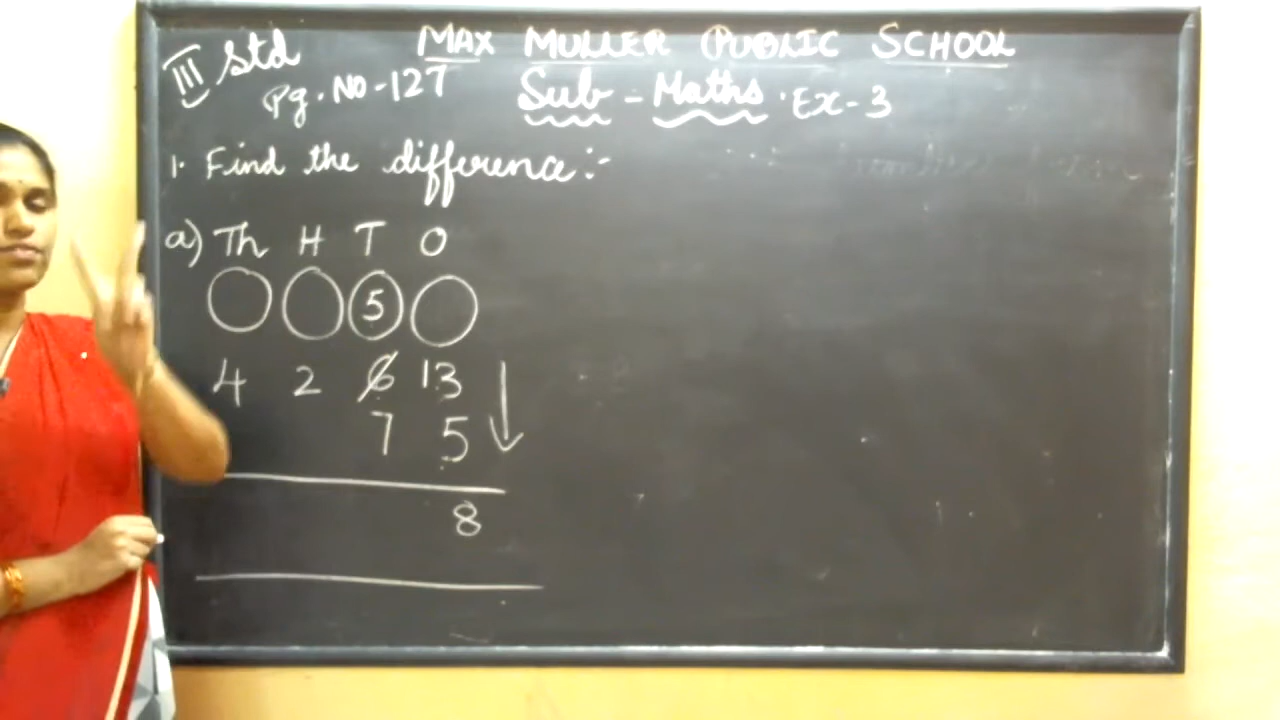 III Std MAX MULLER PUBLIC SCHOOL
Pg. No-127 Sub - Maths. Ex-3
1. Find the difference:-
a) Th H T O
5
4 2 6 13
7 5
8